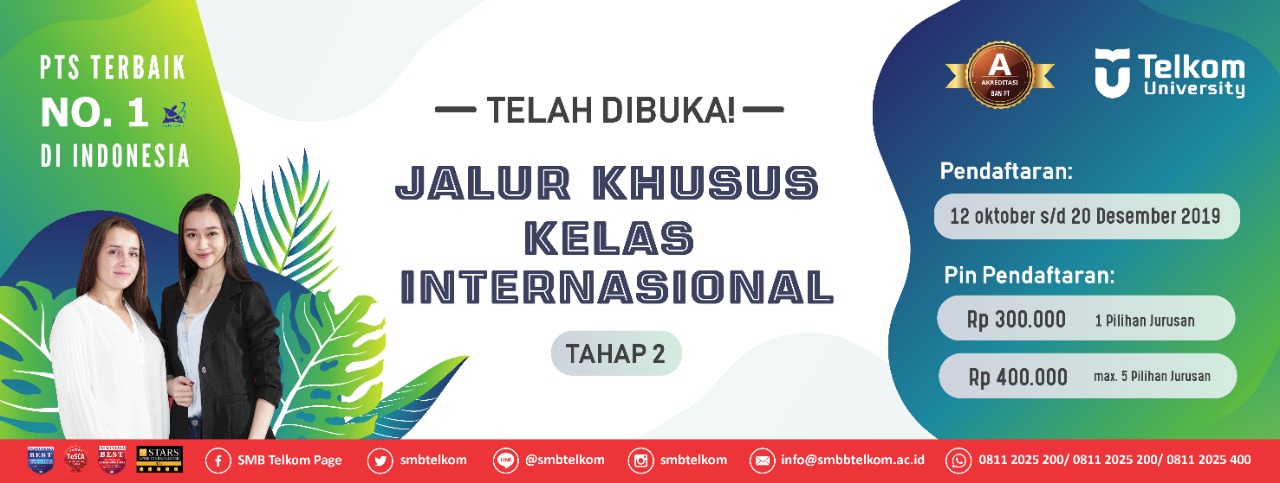 PTS TERBAIK
NO. 1
DI INDONESIA
TELAH DIBUKA!
JALUR KHUSUS
KELAS
INTERNASIONAL
TAHAP 2
A
AKREDITASI
BAN PT
Telkom
University
Pendaftaran:
12 oktober s/d 20 Desember 2019
Pin Pendaftaran:
Rp 300.000 1 Pilihan Jurusan
Rp 400.000 max. 5 Pilihan Jurusan
BEST
TeSCA
BEST
STARS
SMB Telkom Page
smbtelkom
LINE
@smbtelkom
smbtelkom
info@smbbtelkom.ac.id
0811 2025 200/ 0811 2025 200/ 0811 2025 400